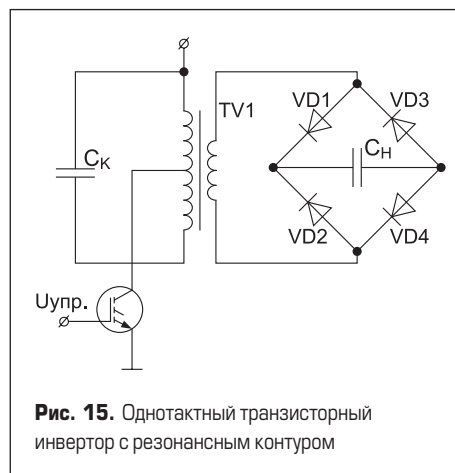 TV1
VD1
VD3
Cк
Cн
VD2
VD4
Uупр.
Рис. 15. Однотактный транзисторный
инвертор с резонансным контуром